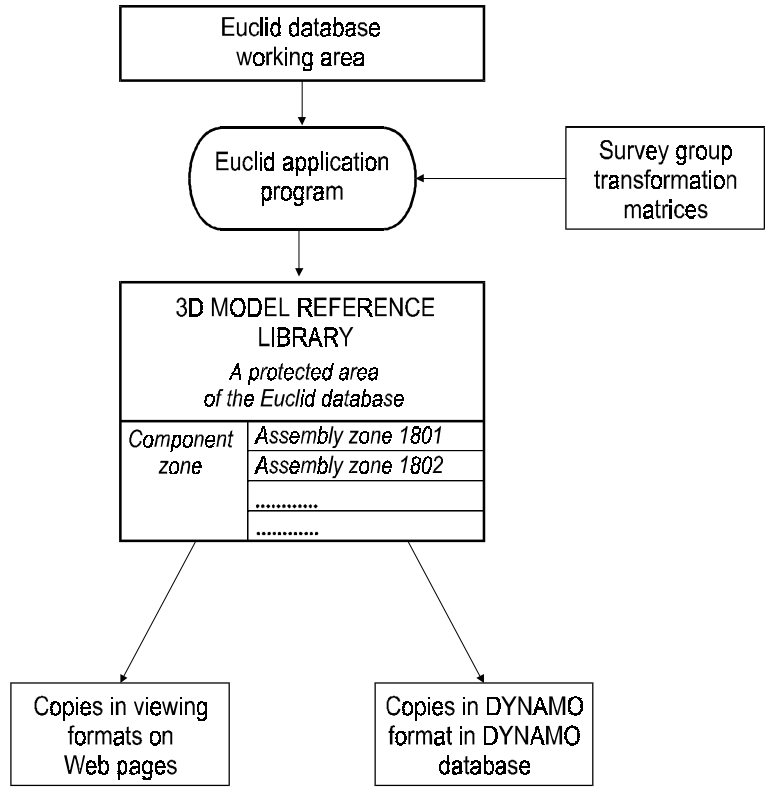 Euclid database
working area
Euclid application
program
Survey group
transformation
matrices
3D MODEL REFERENCE
LIBRARY
A protected area
of the Euclid database
Component
zone
Assembly zone 1801
Assembly zone 1802
............
............
Copies in viewing
formats on
Web pages
Copies in DYNAMO
format in DYNAMO
database